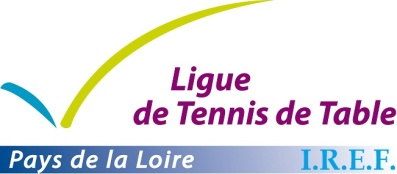 Ligue
de Tennis de Table
Pays de la Loire I.R.E.F.